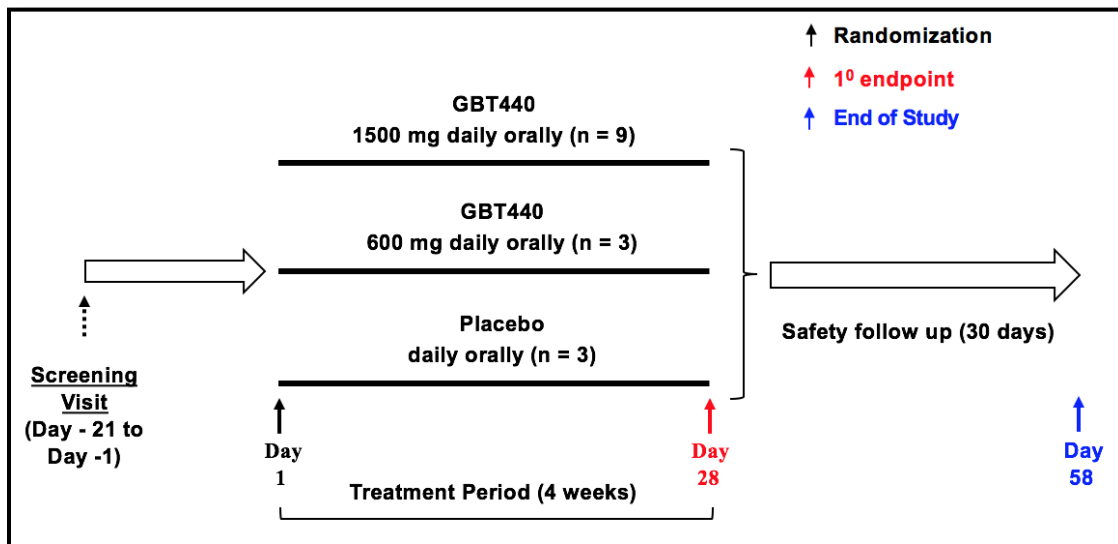 Randomization
1⁰ endpoint
End of Study
GBT440
1500 mg daily orally (n = 9)
GBT440
600 mg daily orally (n = 3)
Placebo
daily orally (n = 3)
Screening
Visit
(Day - 21 to
Day -1)
Safety follow up (30 days)
Day
1
Day
28
Day
58
Treatment Period (4 weeks)